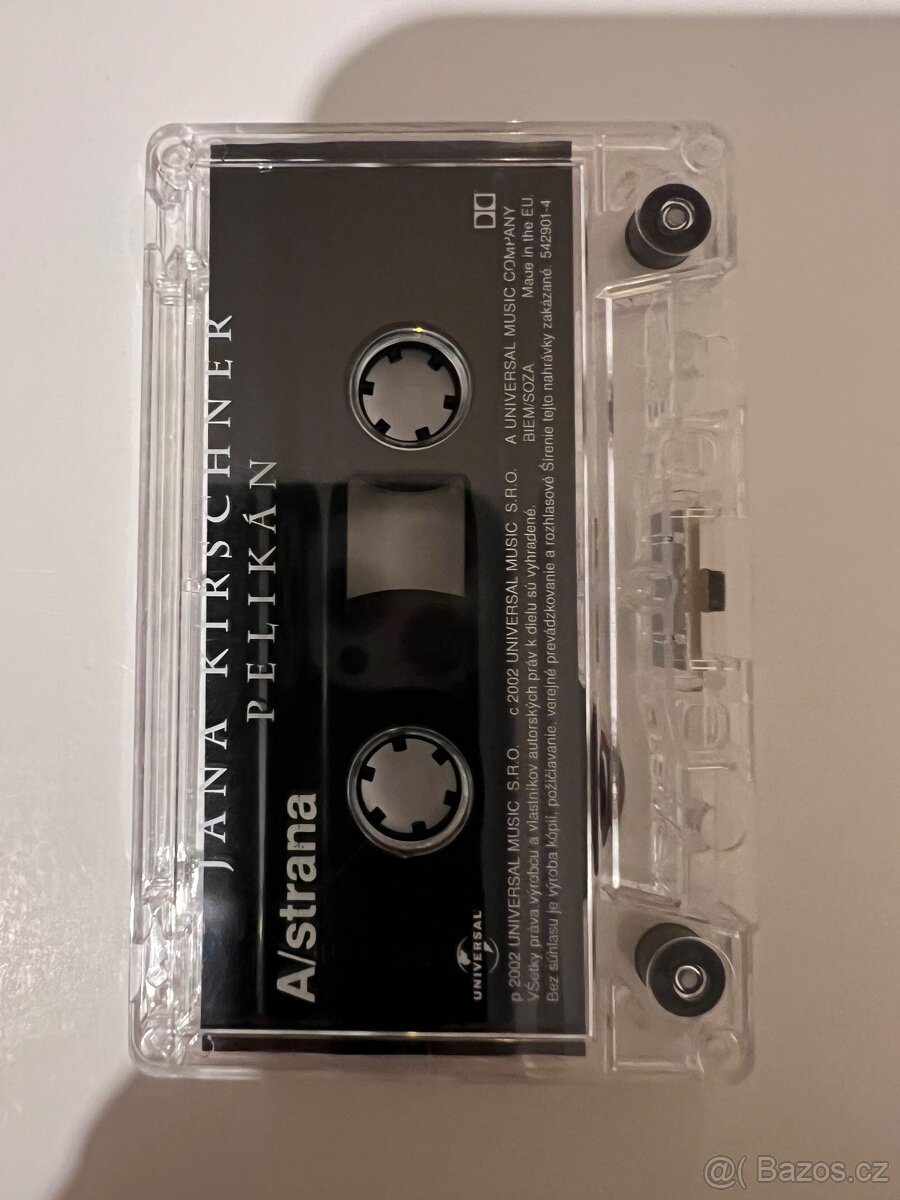 JANA KIRSCHNER
PELIKÁN
A/strana
UNIVERSAL
p 2002 UNIVERSAL MUSIC S.R.O. c 2002 UNIVERSAL MUSIC S.R.O. A UNIVERSAL MUSIC COMPANY
VŠetky práva výrobcu a vlastníkov autorských práv k dielu sú vyhradené. BIEM/SOZA Made in the EU
Bez súhlasu je výroba kópií, požičiavanie, verejné prevádzkovanie a rozhlasové Šírenie tejto nahrávky zakázané. 542901-4
@( Bazos.cz